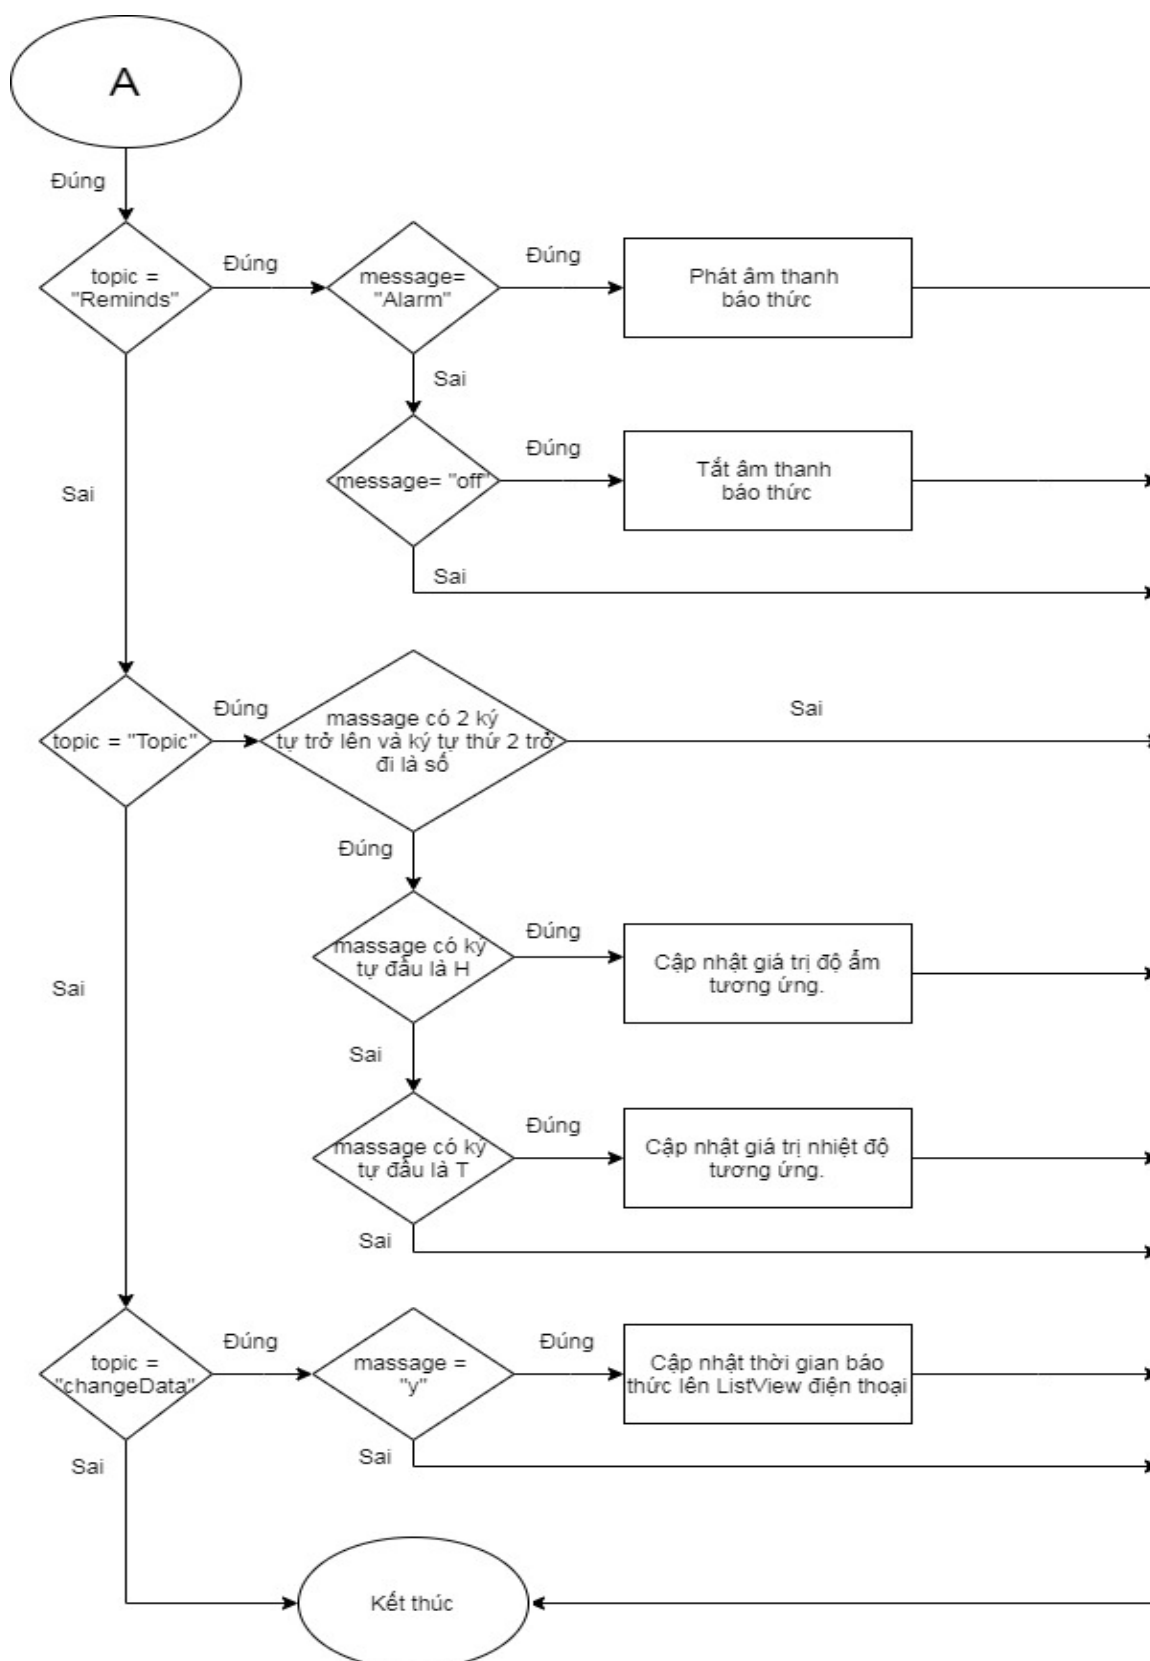 A
Đúng
topic =
"Reminds"
Đúng
message=
"Alarm"
Đúng
Phát âm thanh
báo thức
Sai
message= "off"
Đúng
Tắt âm thanh
báo thức
Sai
Sai
topic = "Topic"
Đúng
massage có 2 ký
tự trở lên và ký tự thứ 2 trở
đi là số
Sai
Đúng
massage có ký
tự đầu là H
Đúng
Cập nhật giá trị độ ẩm
tương ứng.
Sai
Sai
massage có ký
tự đầu là T
Đúng
Cập nhật giá trị nhiệt độ
tương ứng.
Sai
topic =
"changeData"
Đúng
massage =
"y"
Đúng
Cập nhật thời gian báo
thức lên ListView điện thoại
Sai
Sai
Kết thúc